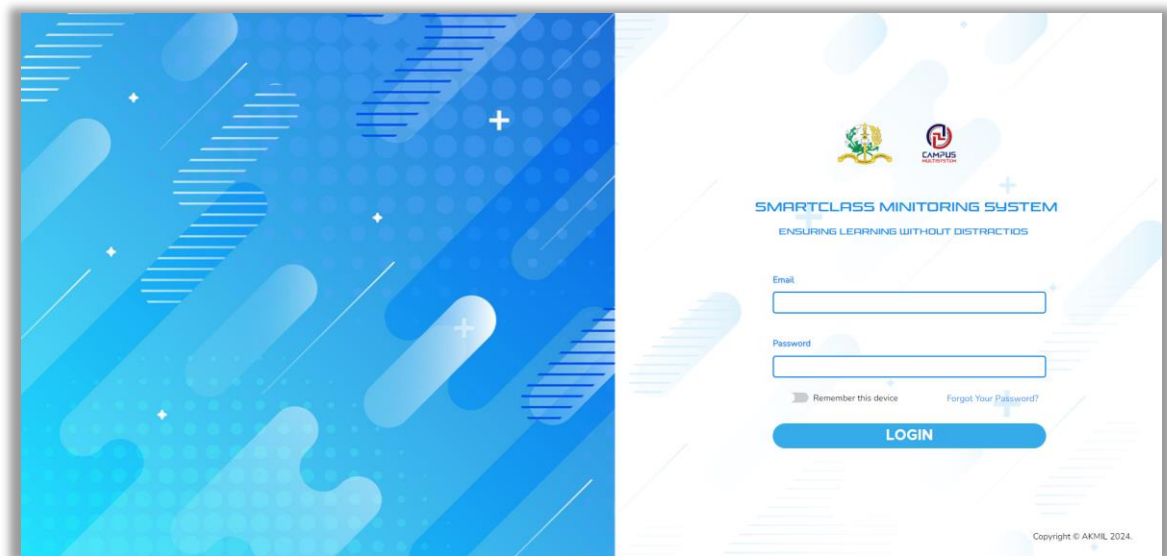 CAMPUS
MULTISYSTEM
SMARTCLASS MINITORING SYSTEM
ENSURING LEARNING WITHOUT DISTRACTIOS
Email
Password
Remember this device Forgot Your Password?
LOGIN
Copyright © AKMIL 2024.